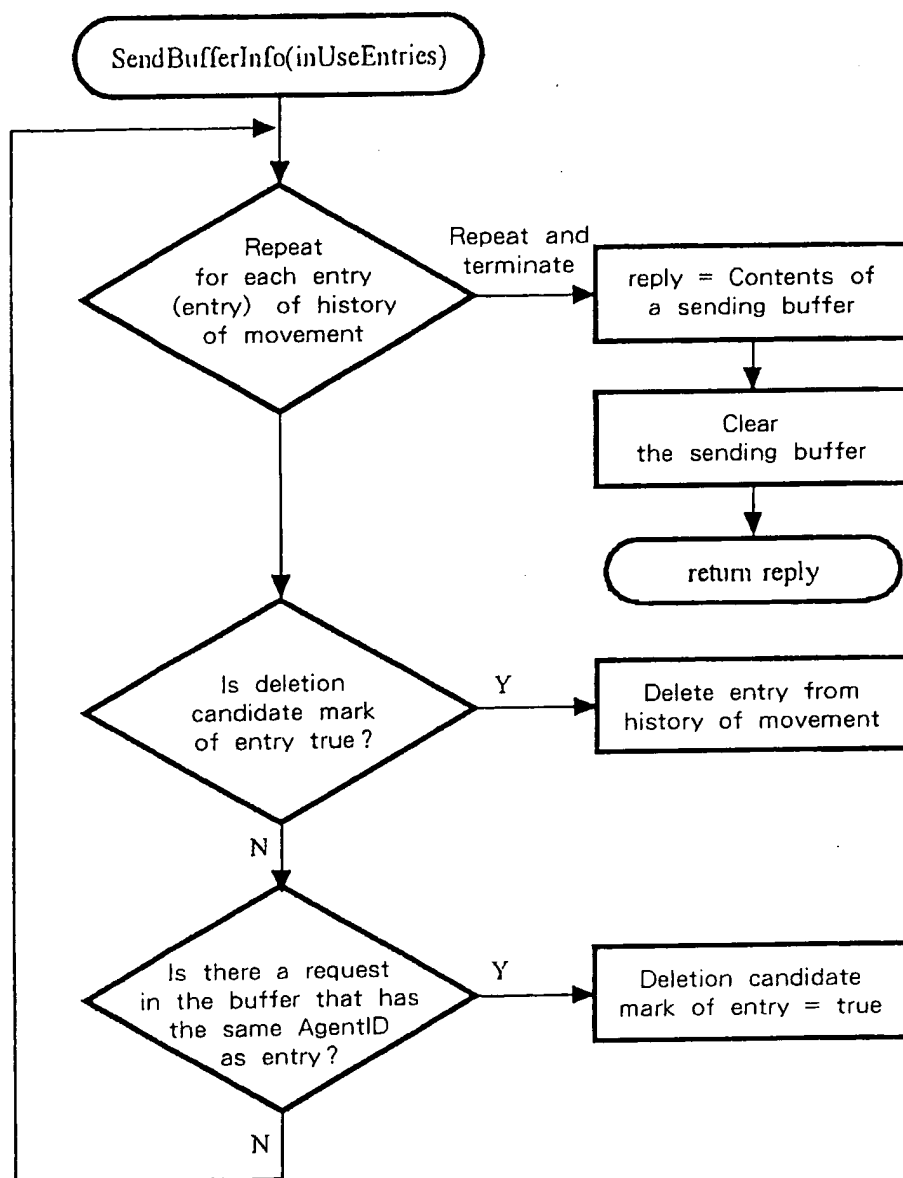 SendBufferInfo(inUseEntries)
Repeat
for each entry
(entry) of history
of movement
Repeat and
terminate
reply = Contents of
a sending buffer
Clear
the sending buffer
return reply
Is deletion
candidate mark
of entry true?
Y
Delete entry from
history of movement
N
Is there a request
in the buffer that has
the same AgentID
as entry?
Y
Deletion candidate
mark of entry = true
N